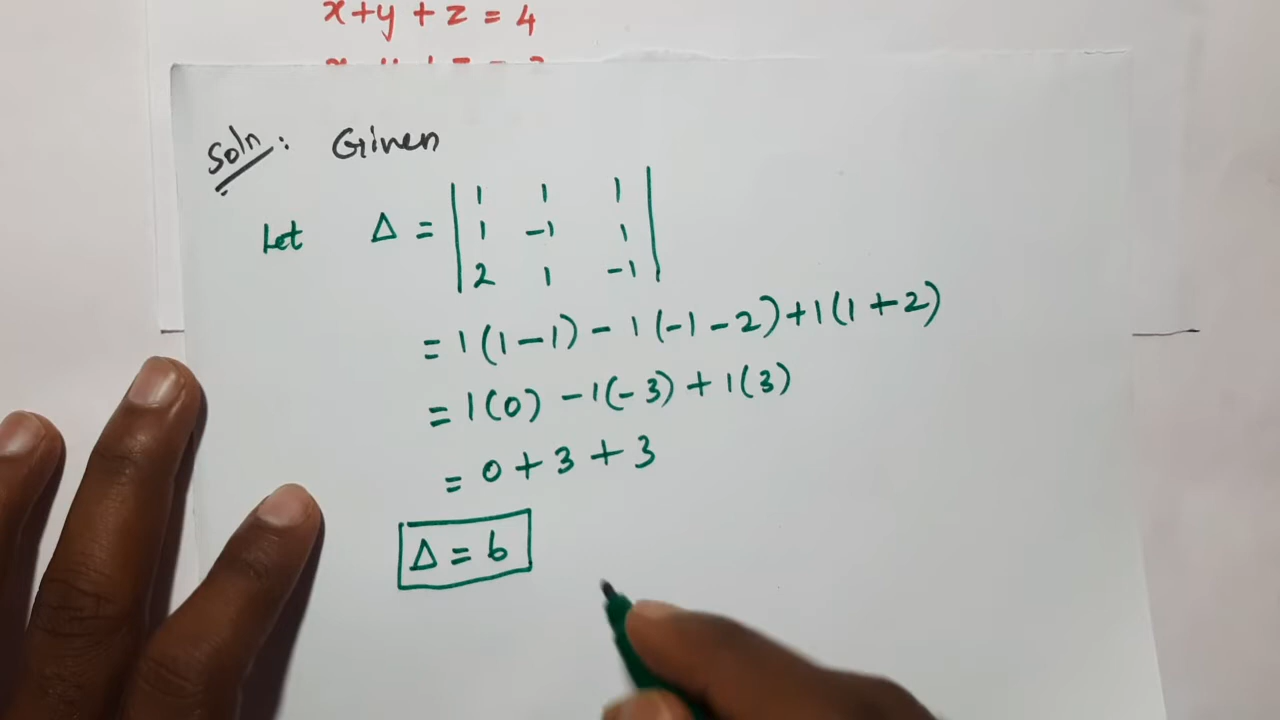 x+y+z = 4
Soln: Given
Let Δ = | 1 1 1 |
| 1 -1 1 |
| 2 1 -1 |
= 1(1-1) - 1(-1-2)+1(1+2)
= 1(0) - 1(-3) + 1(3)
= 0 + 3 + 3
Δ = 6